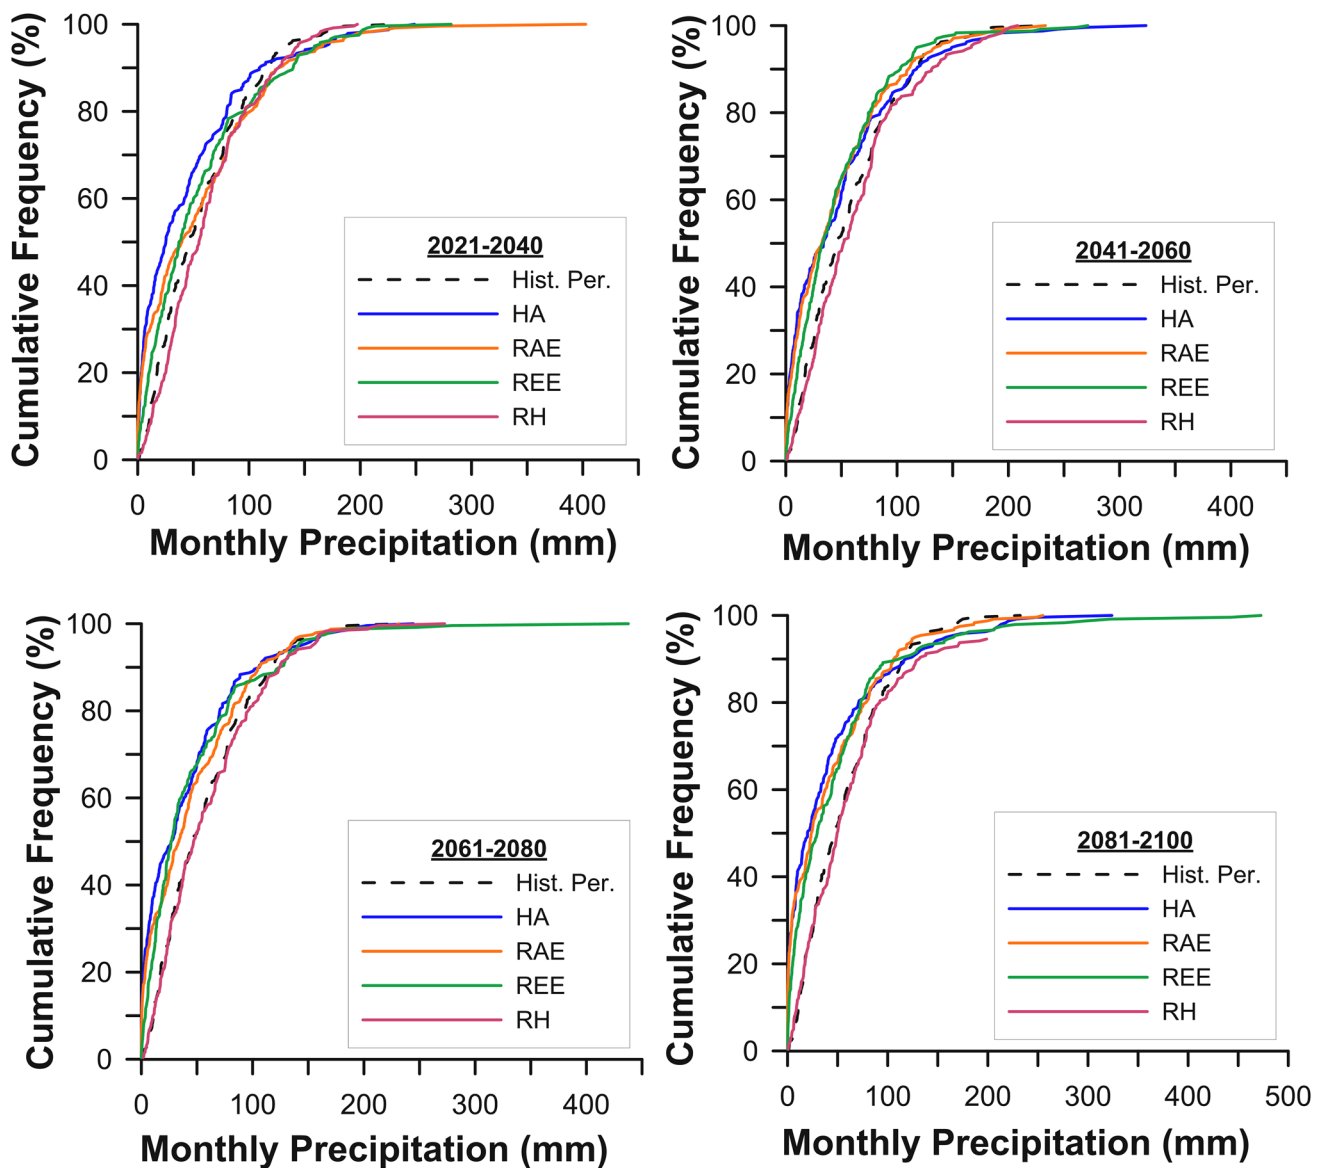 Cumulative Frequency (%)
100
80
60
40
20
0
2021-2040
Hist. Per.
HA
RAE
REE
RH
0 100 200 300 400
Monthly Precipitation (mm)
Cumulative Frequency (%)
100
80
60
40
20
0
2041-2060
Hist. Per.
HA
RAE
REE
RH
0 100 200 300 400
Monthly Precipitation (mm)
Cumulative Frequency (%)
100
80
60
40
20
0
2061-2080
Hist. Per.
HA
RAE
REE
RH
0 100 200 300 400
Monthly Precipitation (mm)
Cumulative Frequency (%)
100
80
60
40
20
0
2081-2100
Hist. Per.
HA
RAE
REE
RH
0 100 200 300 400 500
Monthly Precipitation (mm)